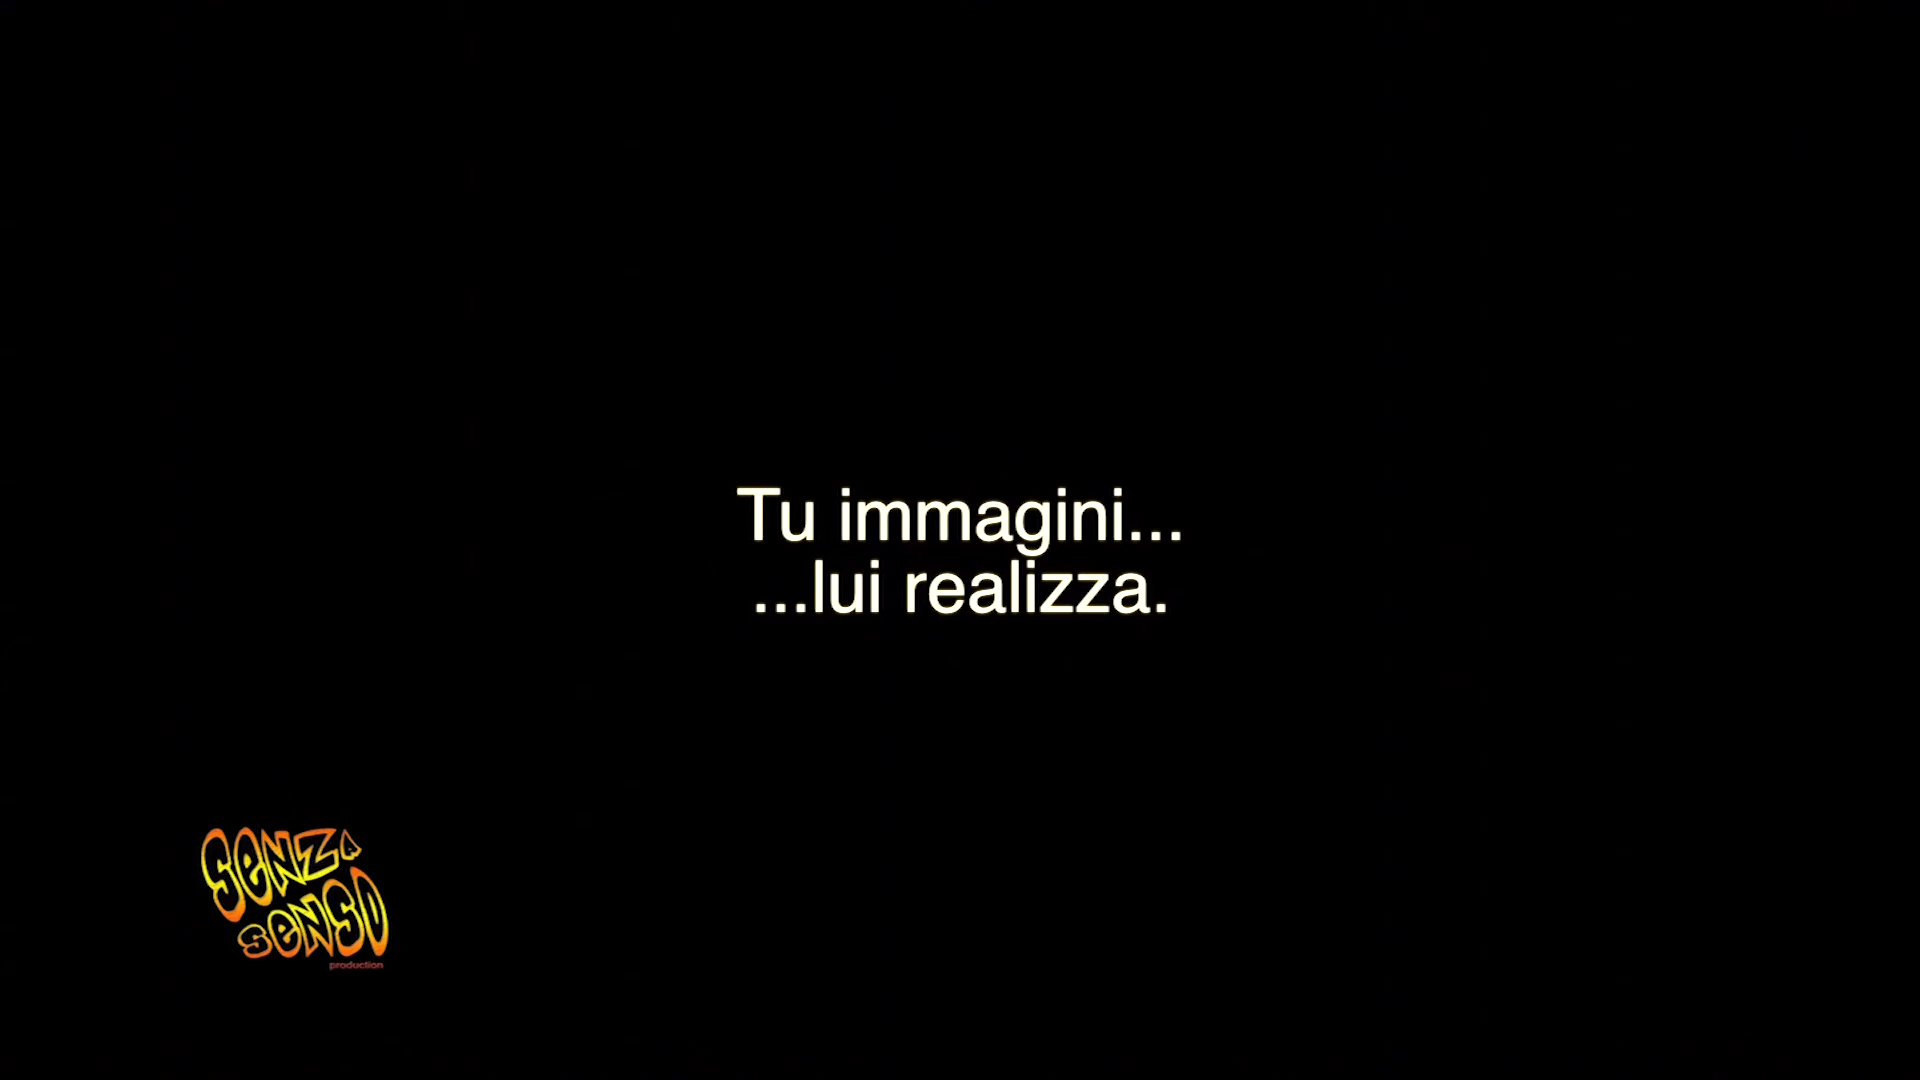 Tu immagini...
...lui realizza.
SENZA
SENSO
production